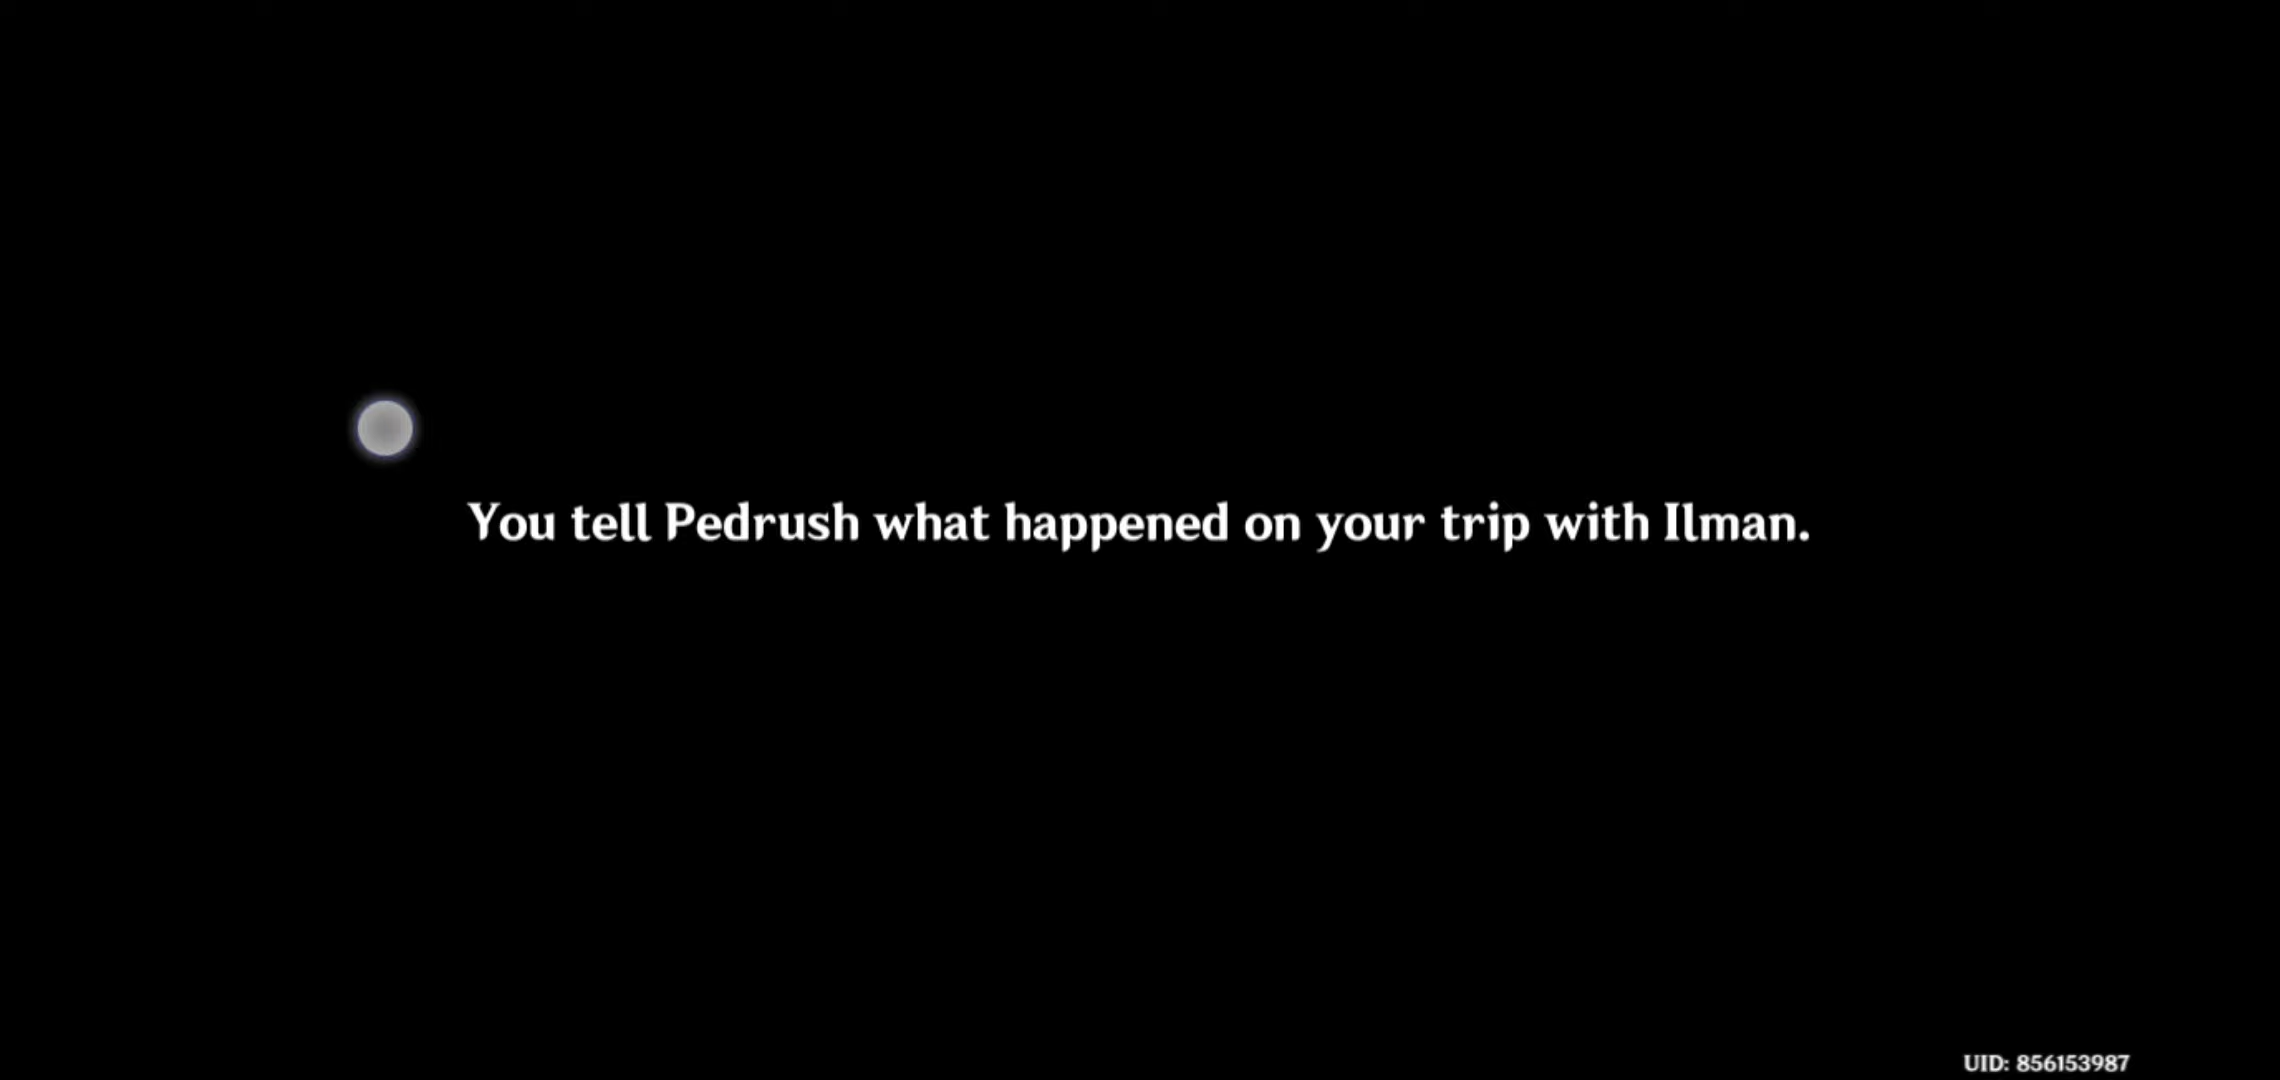 You tell Pedrush what happened on your trip with Ilman.
UID: 856153987